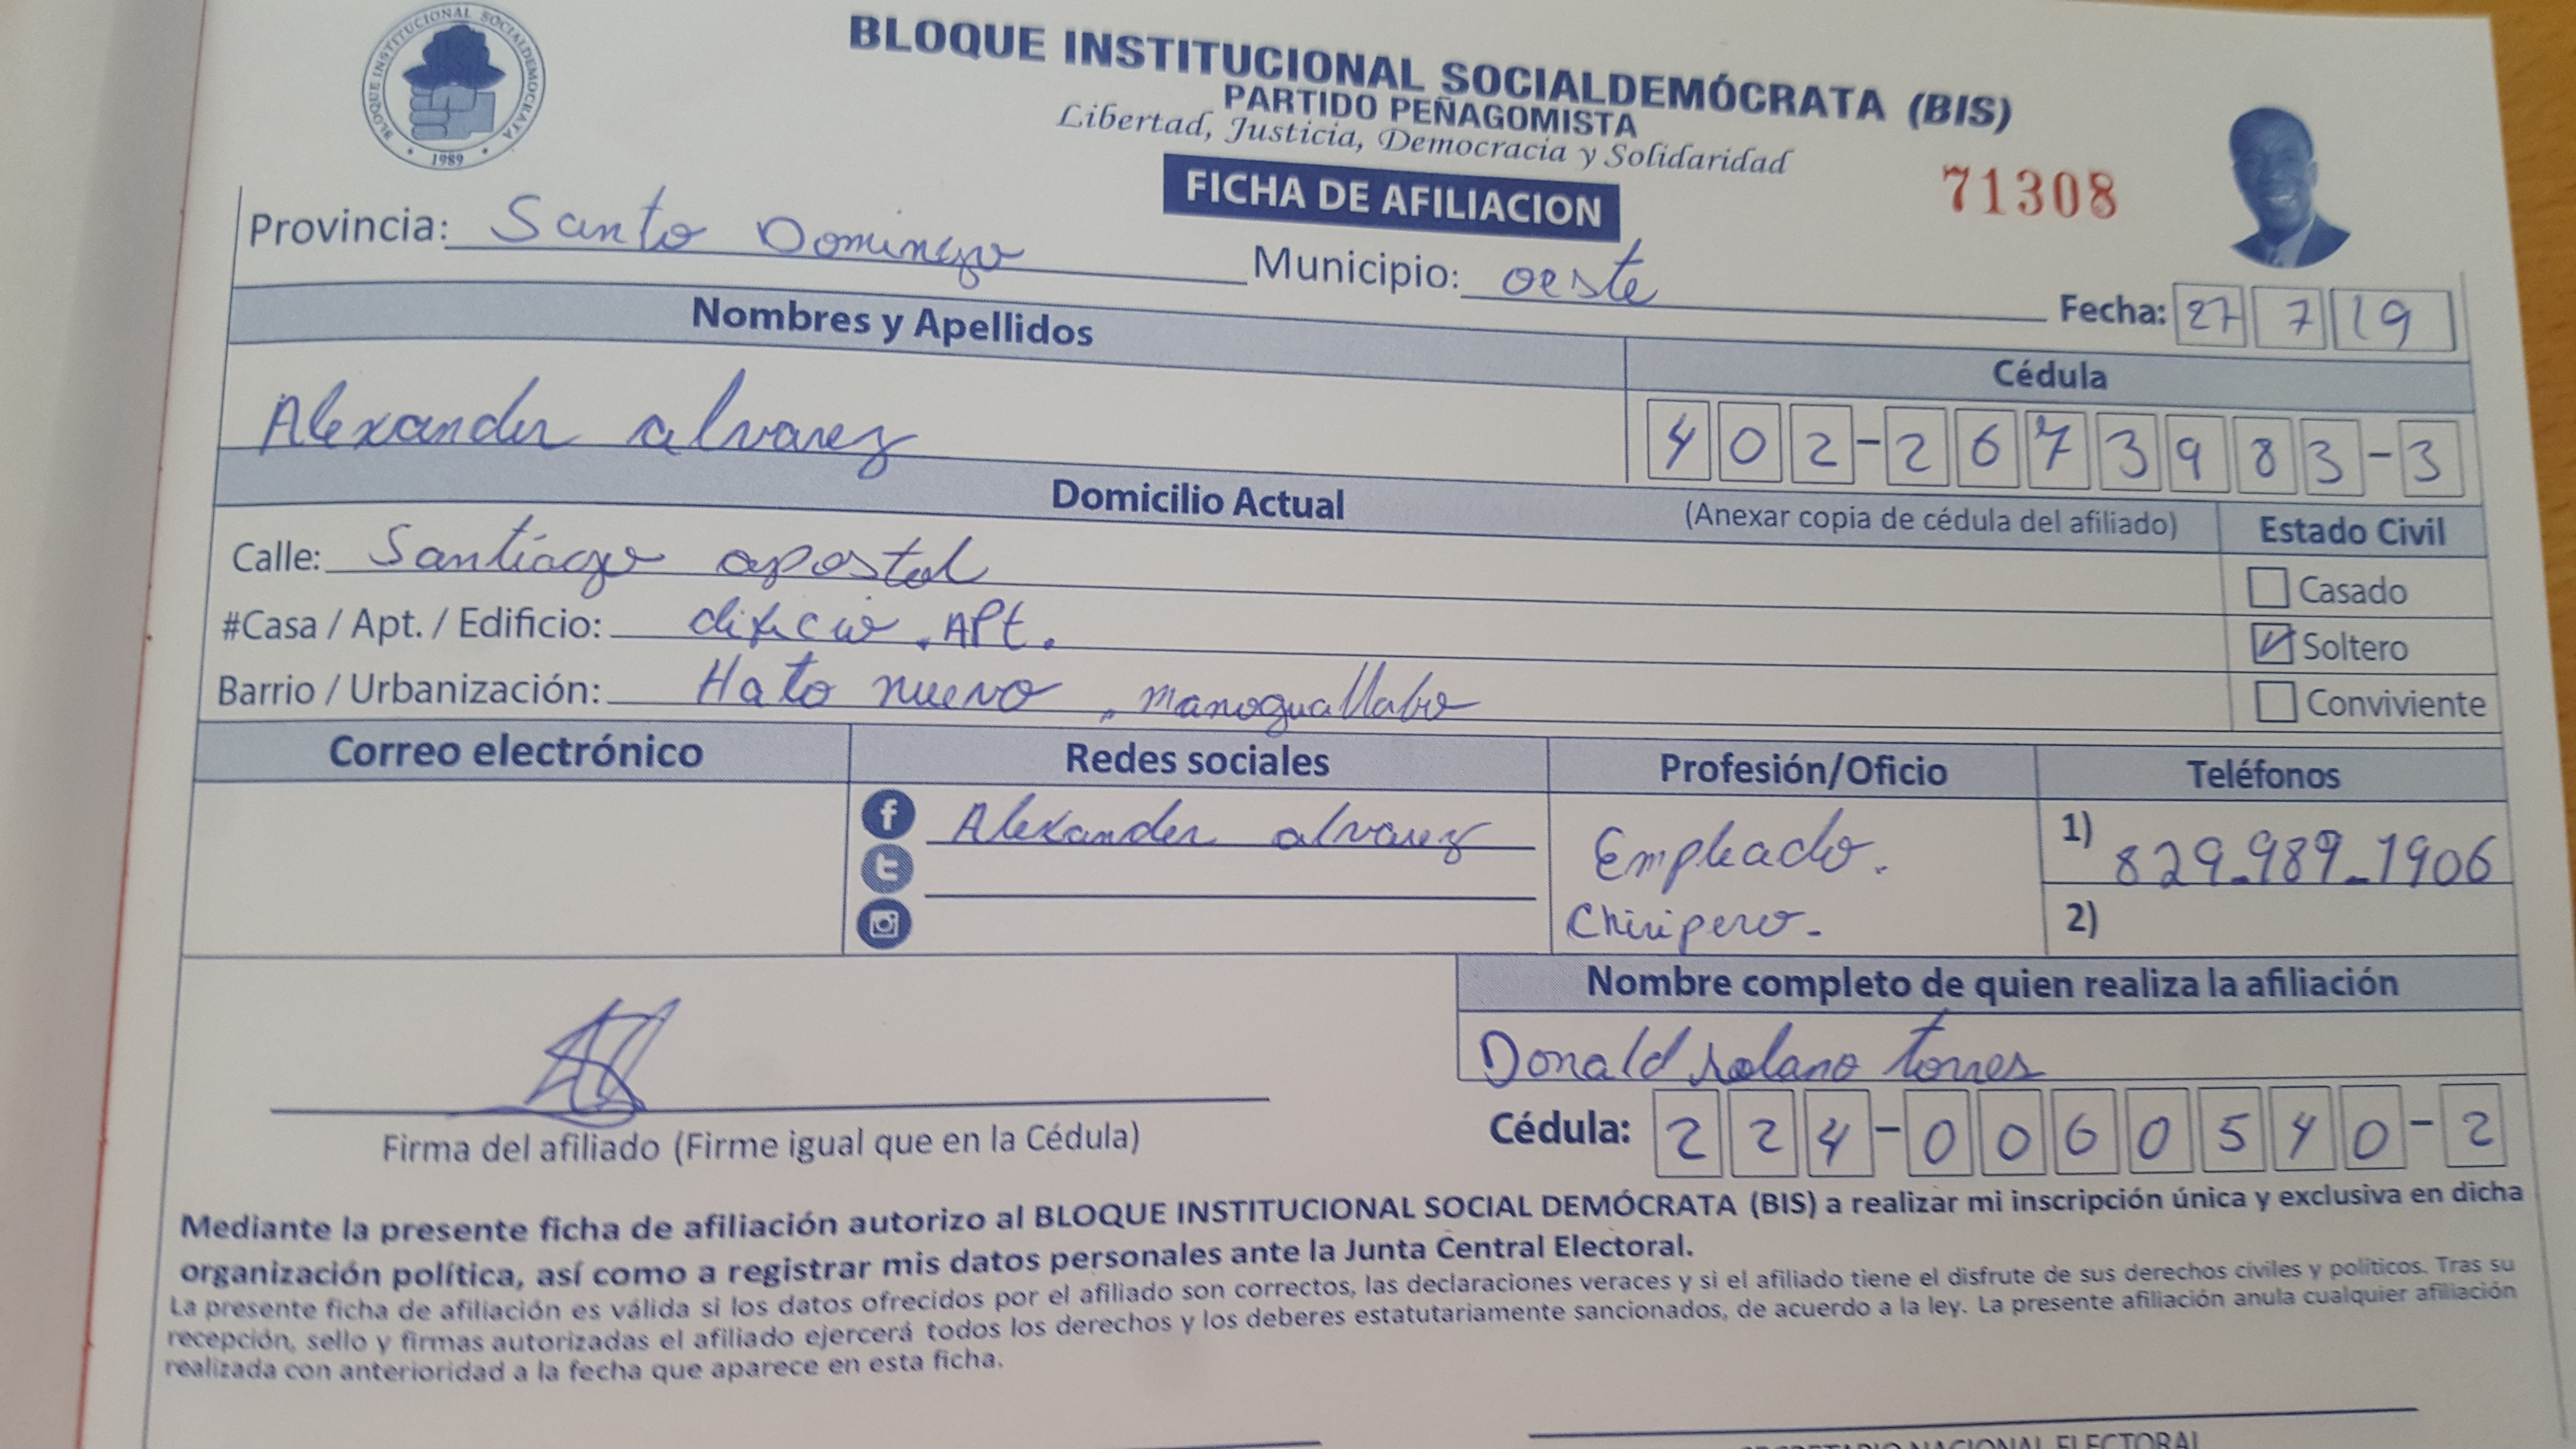 BLOQUE INSTITUCIONAL SOCIALDEMOCRATA
1989
BLOQUE INSTITUCIONAL SOCIALDEMÓCRATA (BIS)
PARTIDO PEÑAGOMISTA
Libertad, Justicia, Democracia y Solidaridad
FICHA DE AFILIACION
71308
Provincia: Santo Domingo Municipio: oeste Fecha: 27 7 19
Nombres y Apellidos Cédula
Alexander alvarez 402-2673983-3
Domicilio Actual (Anexar copia de cédula del afiliado) Estado Civil
Calle: Santiago apostol Casado
#Casa / Apt. / Edificio: dificio. APt. Soltero
Barrio / Urbanización: Hato nuevo, manoguallabo Conviviente
Correo electrónico Redes sociales Profesión/Oficio Teléfonos
Alexander alvarez Empleado. 1) 829-989-1906
Chiripero. 2)
Nombre completo de quien realiza la afiliación
Donald solano torres
Firma del afiliado (Firme igual que en la Cédula) Cédula: 224-0060540-2
Mediante la presente ficha de afiliación autorizo al BLOQUE INSTITUCIONAL SOCIAL DEMÓCRATA (BIS) a realizar mi inscripción única y exclusiva en dicha
organización política, así como a registrar mis datos personales ante la Junta Central Electoral.
La presente ficha de afiliación es válida si los datos ofrecidos por el afiliado son correctos, las declaraciones veraces y si el afiliado tiene el disfrute de sus derechos civiles y políticos. Tras su
recepción, sello y firmas autorizadas el afiliado ejercerá todos los derechos y los deberes estatutariamente sancionados, de acuerdo a la ley. La presente afiliación anula cualquier afiliación
realizada con anterioridad a la fecha que aparece en esta ficha.
SECRETARIO NACIONAL ELECTORAL